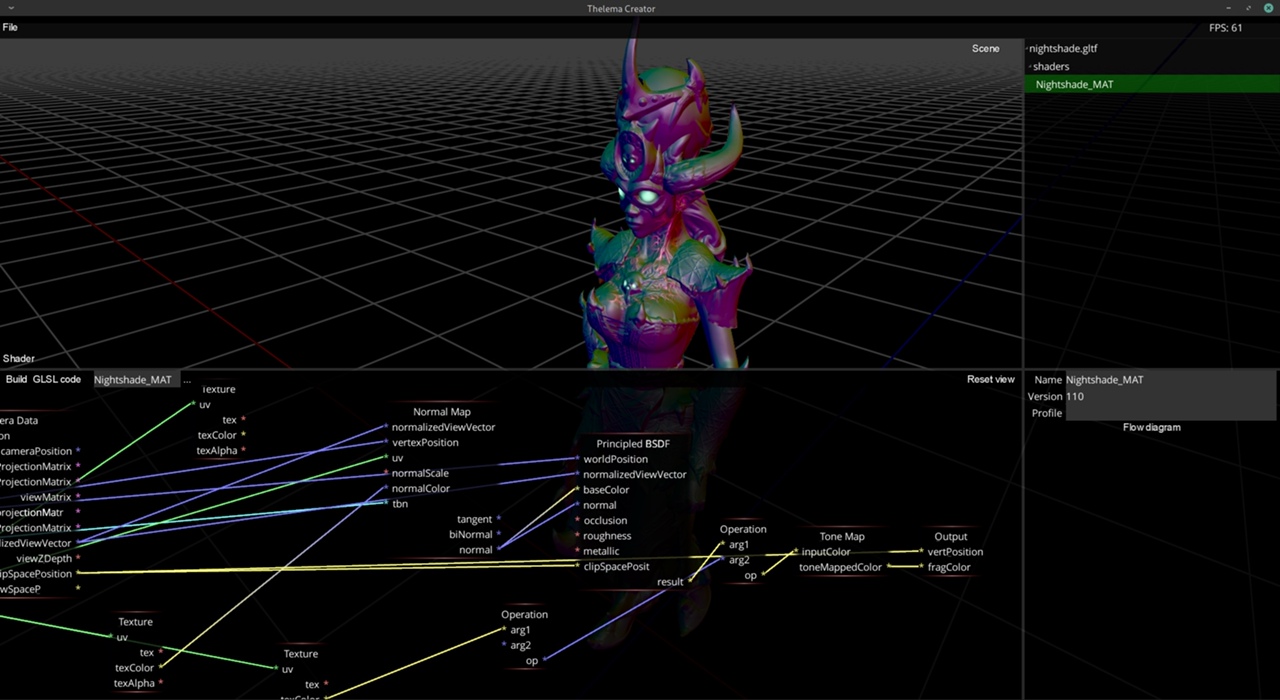 Thelema Creator
File
FPS: 61
Scene
nightshade.gltf
shaders
Nightshade_MAT
Shader
Build GLSL code Nightshade_MAT ...
Reset view
Name Nightshade_MAT
Version 110
Profile
Flow diagram
Texture
uv
tex
texColor
texAlpha
era Data
on
cameraPosition
ProjectionMatrix
ProjectionMatrix
viewMatrix
projectionMatr
ProjectionMatrix
lizedViewVector
viewZDepth
ipSpacePosition
wSpaceP
Normal Map
normalizedViewVector
vertexPosition
uv
normalScale
normalColor
tbn
tangent
biNormal
normal
Principled BSDF
worldPosition
normalizedViewVector
baseColor
normal
occlusion
roughness
metallic
clipSpacePosit
result
Operation
arg1
arg2
op
Tone Map
inputColor
toneMappedColor
Output
vertPosition
fragColor
Texture
uv
tex
texColor
texAlpha
Texture
uv
tex
texColor
Operation
arg1
arg2
op